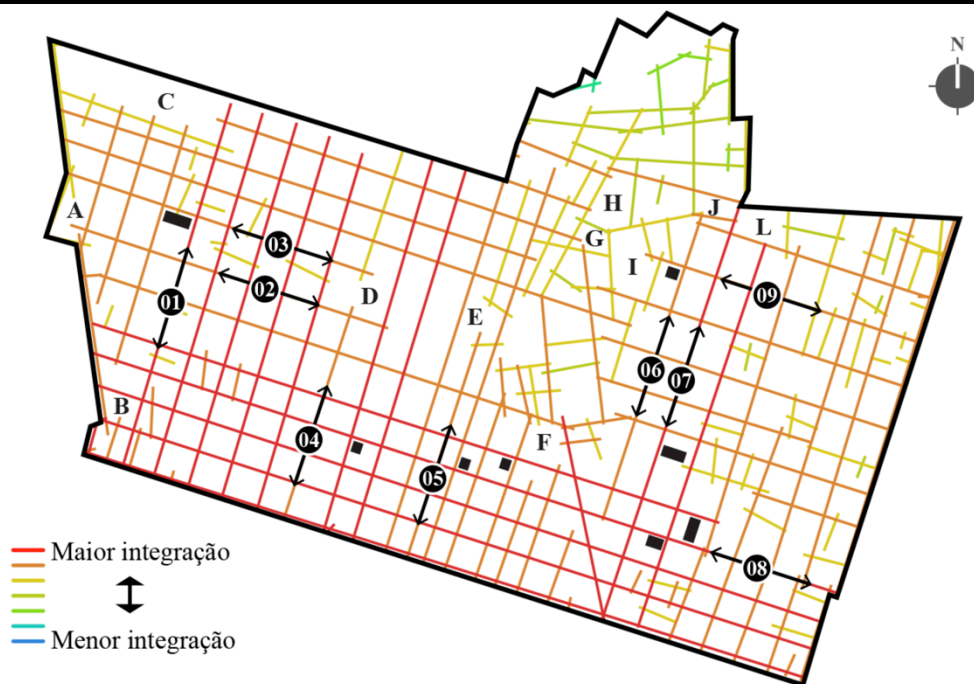 N
C
H
A
J
L
G
03
I
01
02
D
09
E
06
07
B
04
F
05
Maior integração
08
Menor integração